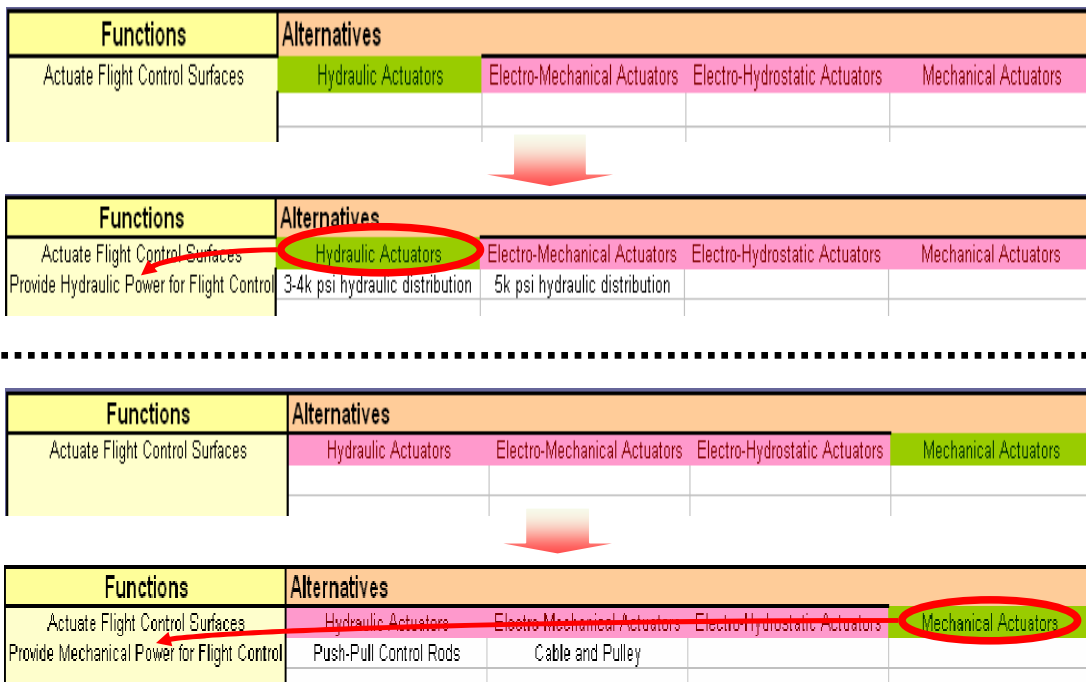 Functions Alternatives
Actuate Flight Control Surfaces Hydraulic Actuators Electro-Mechanical Actuators Electro-Hydrostatic Actuators Mechanical Actuators
Functions Alternatives
Actuate Flight Control Surfaces Hydraulic Actuators Electro-Mechanical Actuators Electro-Hydrostatic Actuators Mechanical Actuators
Provide Hydraulic Power for Flight Control 3-4k psi hydraulic distribution 5k psi hydraulic distribution
Functions Alternatives
Actuate Flight Control Surfaces Hydraulic Actuators Electro-Mechanical Actuators Electro-Hydrostatic Actuators Mechanical Actuators
Functions Alternatives
Actuate Flight Control Surfaces Hydraulic Actuators Electro-Mechanical Actuators Electro-Hydrostatic Actuators Mechanical Actuators
Provide Mechanical Power for Flight Control Push-Pull Control Rods Cable and Pulley